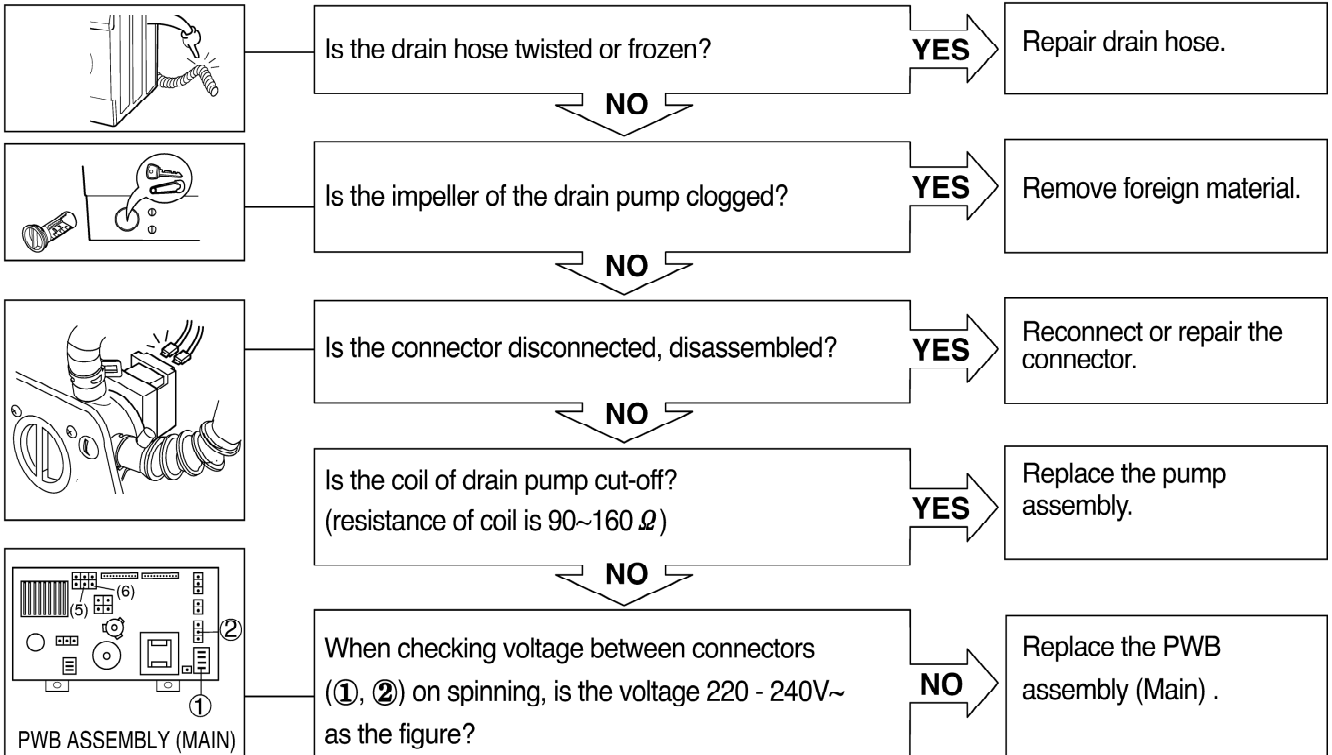 Is the drain hose twisted or frozen?
YES
Repair drain hose.
NO
Is the impeller of the drain pump clogged?
YES
Remove foreign material.
NO
Is the connector disconnected, disassembled?
YES
Reconnect or repair the
connector.
NO
Is the coil of drain pump cut-off?
(resistance of coil is 90~160 Ω)
YES
Replace the pump
assembly.
NO
(5)
(6)
②
①
PWB ASSEMBLY (MAIN)
When checking voltage between connectors
(①, ②) on spinning, is the voltage 220 - 240V~
as the figure?
NO
Replace the PWB
assembly (Main) .